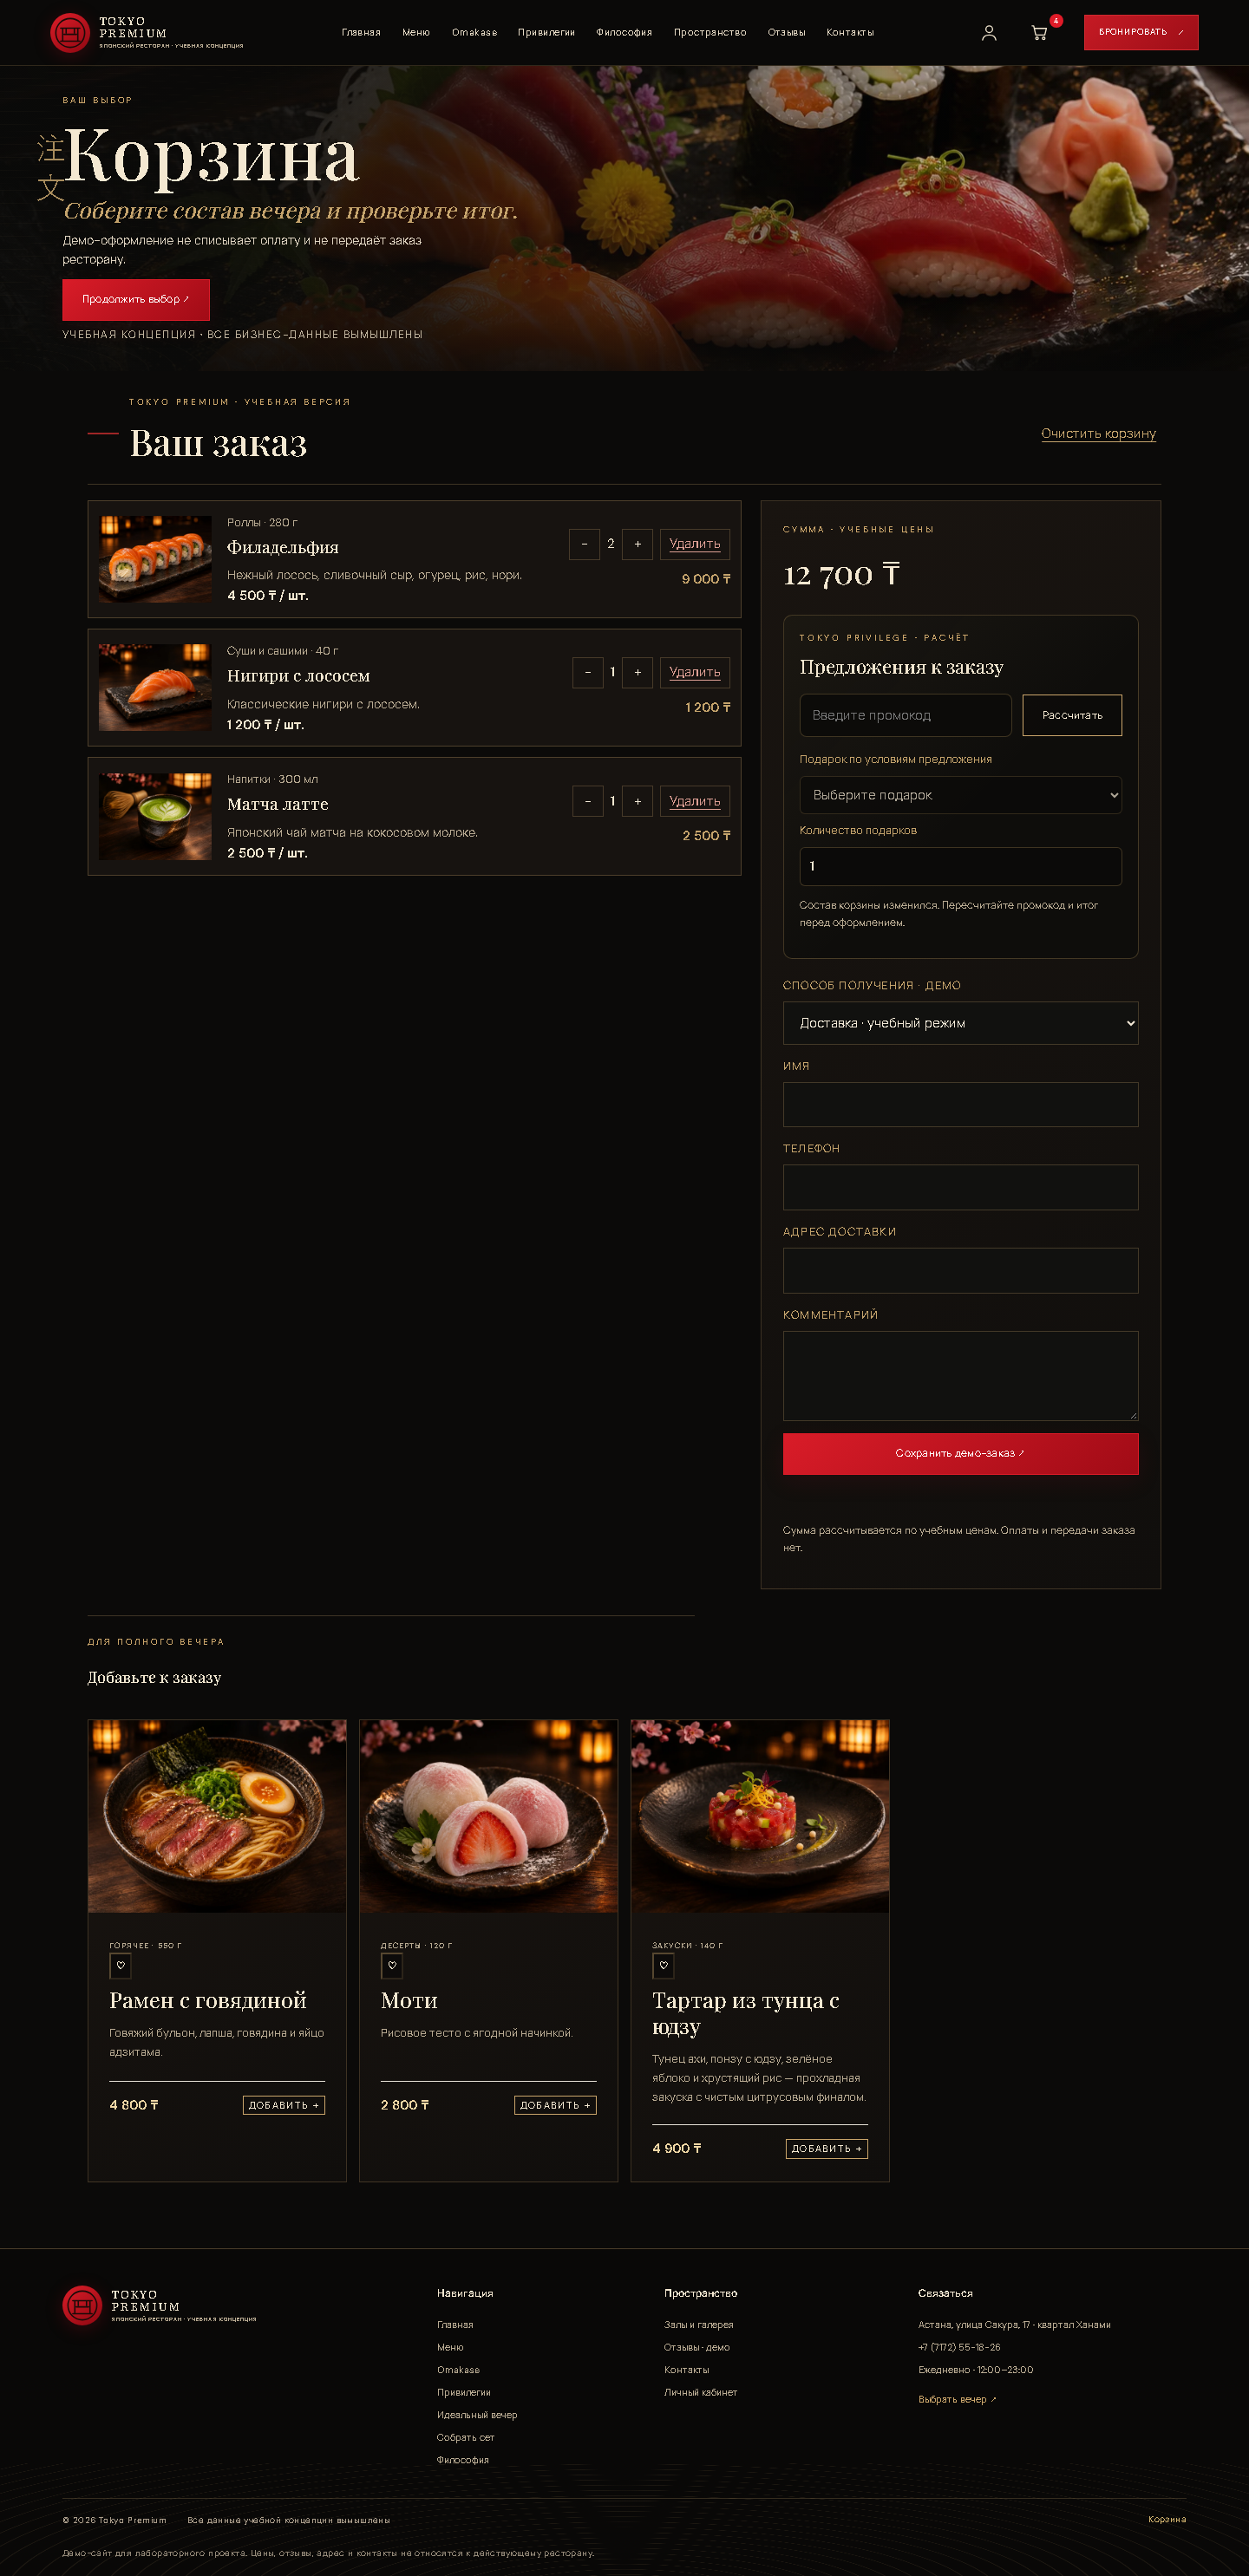 TOKYO
PREMIUM
ЯПОНСКИЙ РЕСТОРАН · УЧЕБНАЯ КОНЦЕПЦИЯ
Главная Меню Omakase Привилегии Философия Пространство Отзывы Контакты
4
БРОНИРОВАТЬ ↗
ВАШ ВЫБОР
注文
Корзина
Соберите состав вечера и проверьте итог.
Демо-оформление не списывает оплату и не передаёт заказ
ресторану.
Продолжить выбор ↗
УЧЕБНАЯ КОНЦЕПЦИЯ · ВСЕ БИЗНЕС-ДАННЫЕ ВЫМЫШЛЕНЫ
TOKYO PREMIUM · УЧЕБНАЯ ВЕРСИЯ
Ваш заказ
Очистить корзину
Роллы · 280 г
Филадельфия
Нежный лосось, сливочный сыр, огурец, рис, нори.
4 500 ₸ / шт.
− 2 + Удалить
9 000 ₸
Суши и сашими · 40 г
Нигири с лососем
Классические нигири с лососем.
1 200 ₸ / шт.
− 1 + Удалить
1 200 ₸
Напитки · 300 мл
Матча латте
Японский чай матча на кокосовом молоке.
2 500 ₸ / шт.
− 1 + Удалить
2 500 ₸
СУММА · УЧЕБНЫЕ ЦЕНЫ
12 700 ₸
TOKYO PRIVILEGE · РАСЧЁТ
Предложения к заказу
Введите промокод
Рассчитать
Подарок по условиям предложения
Выберите подарок
Количество подарков
1
Состав корзины изменился. Пересчитайте промокод и итог
перед оформлением.
СПОСОБ ПОЛУЧЕНИЯ · ДЕМО
Доставка · учебный режим
ИМЯ
ТЕЛЕФОН
АДРЕС ДОСТАВКИ
КОММЕНТАРИЙ
Сохранить демо-заказ ↗
Сумма рассчитывается по учебным ценам. Оплаты и передачи заказа
нет.
ДЛЯ ПОЛНОГО ВЕЧЕРА
Добавьте к заказу
ГОРЯЧЕЕ · 550 Г
♡
Рамен с говядиной
Говяжий бульон, лапша, говядина и яйцо
адзитама.
4 800 ₸
ДОБАВИТЬ +
ДЕСЕРТЫ · 120 Г
♡
Моти
Рисовое тесто с ягодной начинкой.
2 800 ₸
ДОБАВИТЬ +
ЗАКУСКИ · 140 Г
♡
Тартар из тунца с
юдзу
Тунец ахи, понзу с юдзу, зелёное
яблоко и хрустящий рис — прохладная
закуска с чистым цитрусовым финалом.
4 900 ₸
ДОБАВИТЬ +
TOKYO
PREMIUM
ЯПОНСКИЙ РЕСТОРАН · УЧЕБНАЯ КОНЦЕПЦИЯ
Навигация
Главная
Меню
Omakase
Привилегии
Идеальный вечер
Собрать сет
Философия
Пространство
Залы и галерея
Отзывы · демо
Контакты
Личный кабинет
Связаться
Астана, улица Сакура, 17 · квартал Ханами
+7 (7172) 55-18-26
Ежедневно · 12:00–23:00
Выбрать вечер ↗
© 2026 Tokyo Premium
Все данные учебной концепции вымышлены
Корзина
Демо-сайт для лабораторного проекта. Цены, отзывы, адрес и контакты не относятся к действующему ресторану.